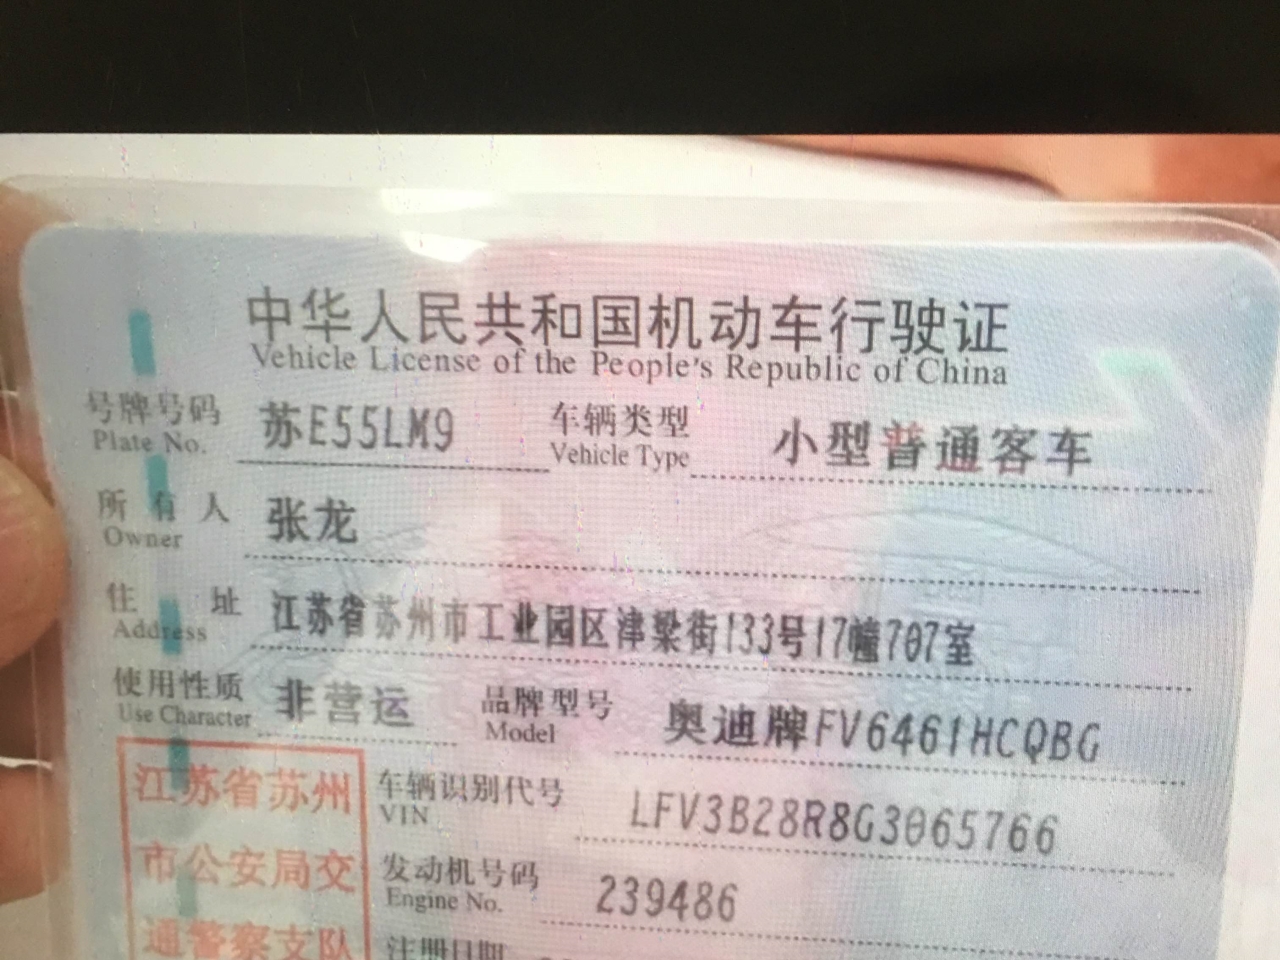 中华人民共和国机动车行驶证
Vehicle License of the People's Republic of China
号牌号码 苏E55LM9 车辆类型 小型普通客车
Plate No. Vehicle Type
所有人 张龙
Owner
住址 江苏省苏州市工业园区津梁街133号17幢707室
Address
使用性质 非营运 品牌型号 奥迪牌FV6461HCQBG
Use Character Model
江苏省苏州 车辆识别代号 LFV3B28R8G3065766
VIN
市公安局交 发动机号码 239486
Engine No.
通警察支队 注册日期